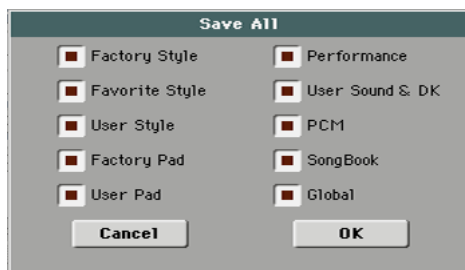 Save All
Factory Style
Favorite Style
User Style
Factory Pad
User Pad
Performance
User Sound & DK
PCM
SongBook
Global
Cancel
OK